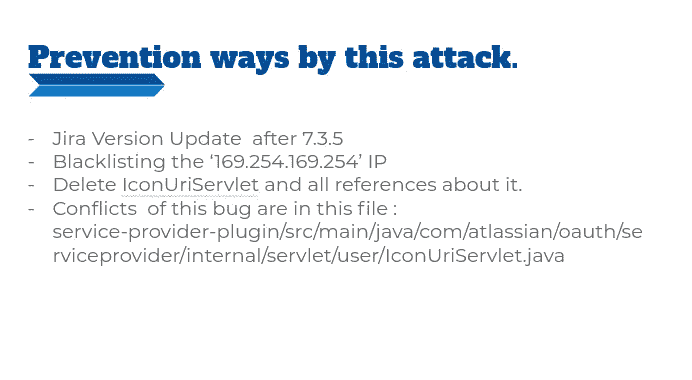 Prevention ways by this attack.
- Jira Version Update after 7.3.5
- Blacklisting the ‘169.254.169.254’ IP
- Delete IconUriServlet and all references about it.
- Conflicts of this bug are in this file :
service-provider-plugin/src/main/java/com/atlassian/oauth/se
rviceprovider/internal/servlet/user/IconUriServlet.java